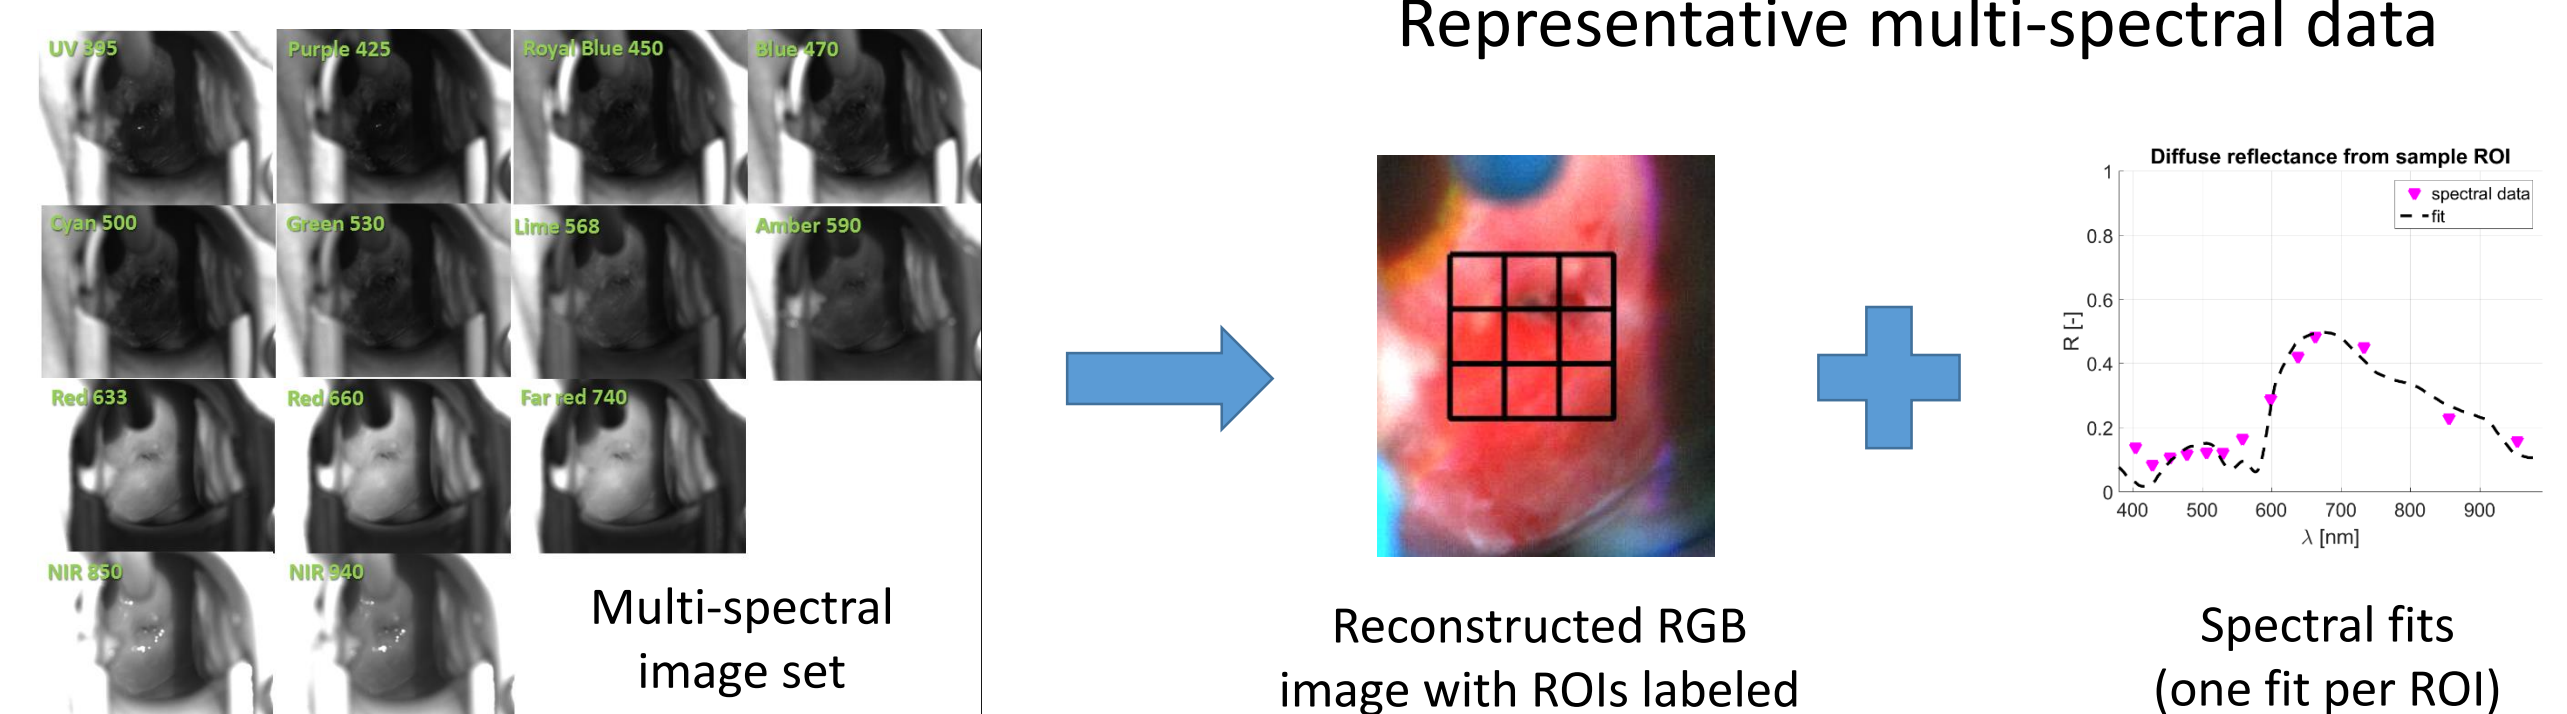 Representative multi-spectral data
UV 395
Purple 425
Royal Blue 450
Blue 470
Cyan 500
Green 530
Lime 568
Amber 590
Red 633
Red 660
Far red 740
NIR 850
NIR 940
Multi-spectral
image set
Reconstructed RGB
image with ROIs labeled
Diffuse reflectance from sample ROI
spectral data
fit
R [-]
1
0.8
0.6
0.4
0.2
0
400 500 600 700 800 900
λ [nm]
Spectral fits
(one fit per ROI)